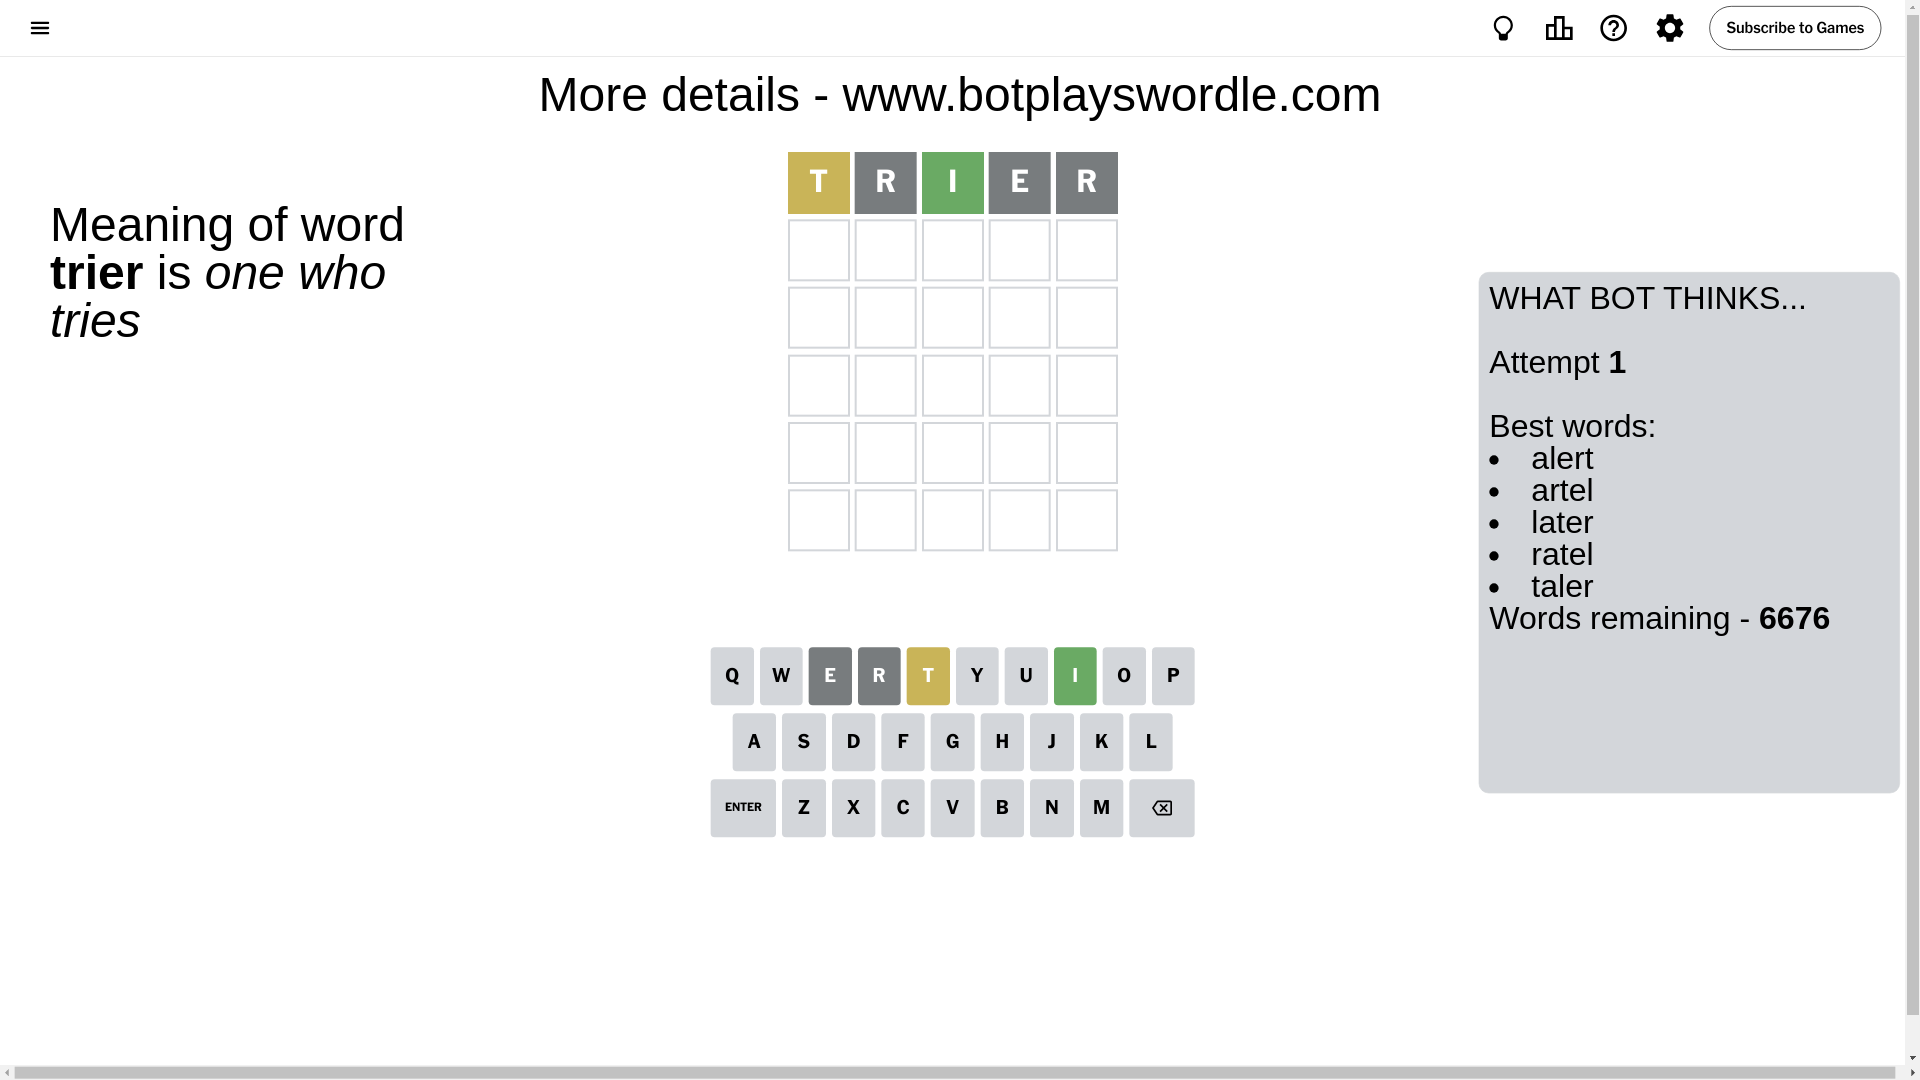 Subscribe to Games
More details - www.botplayswordle.com
Meaning of word
trier is one who
tries
T R I E R
WHAT BOT THINKS...
Attempt 1
Best words:
• alert
• artel
• later
• ratel
• taler
Words remaining - 6676
Q W E R T Y U I O P
A S D F G H J K L
ENTER Z X C V B N M